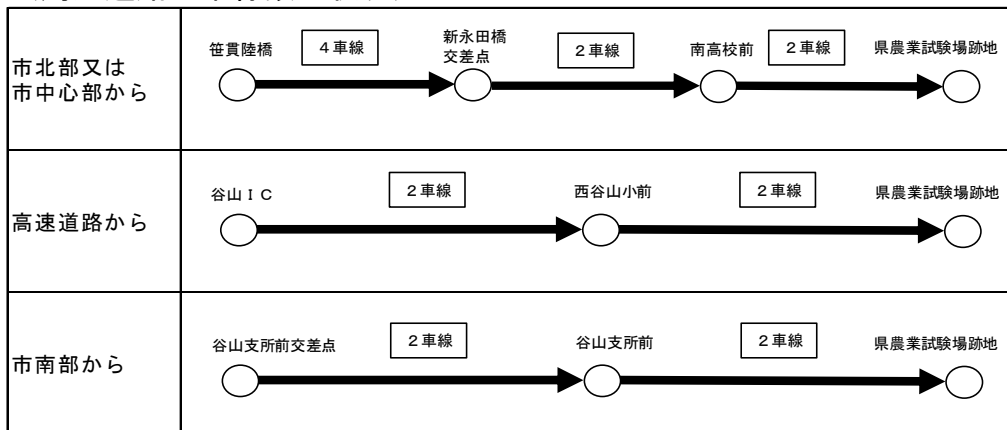 市北部又は
市中心部から
笹貫陸橋
４車線
新永田橋
交差点
２車線
南高校前
２車線
県農業試験場跡地
高速道路から
谷山ＩＣ
２車線
西谷山小前
２車線
県農業試験場跡地
市南部から
谷山支所前交差点
２車線
谷山支所前
２車線
県農業試験場跡地